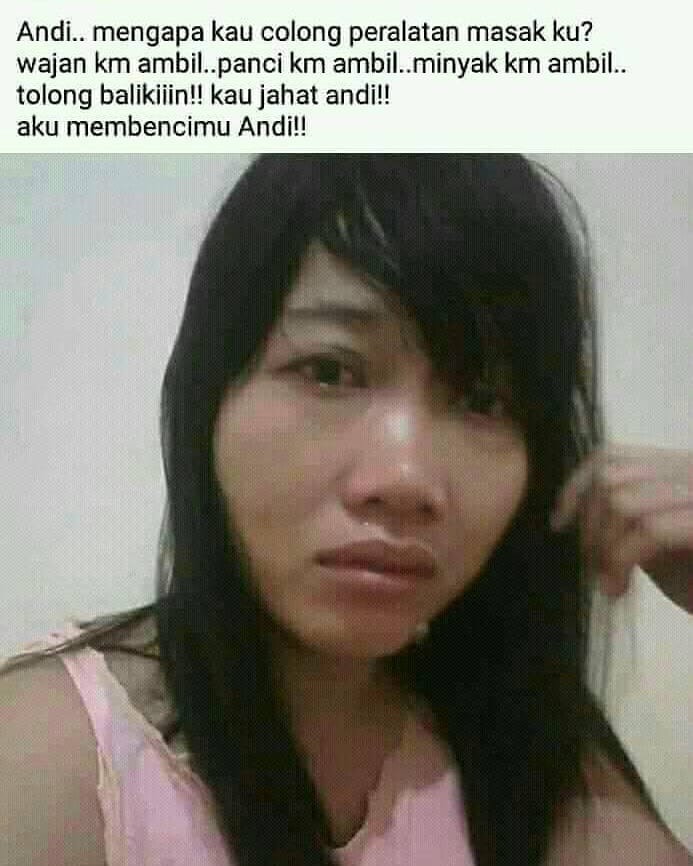 Andi.. mengapa kau colong peralatan masak ku?
wajan km ambil..panci km ambil..minyak km ambil..
tolong balikiiin!! kau jahat andi!!
aku membencimu Andi!!